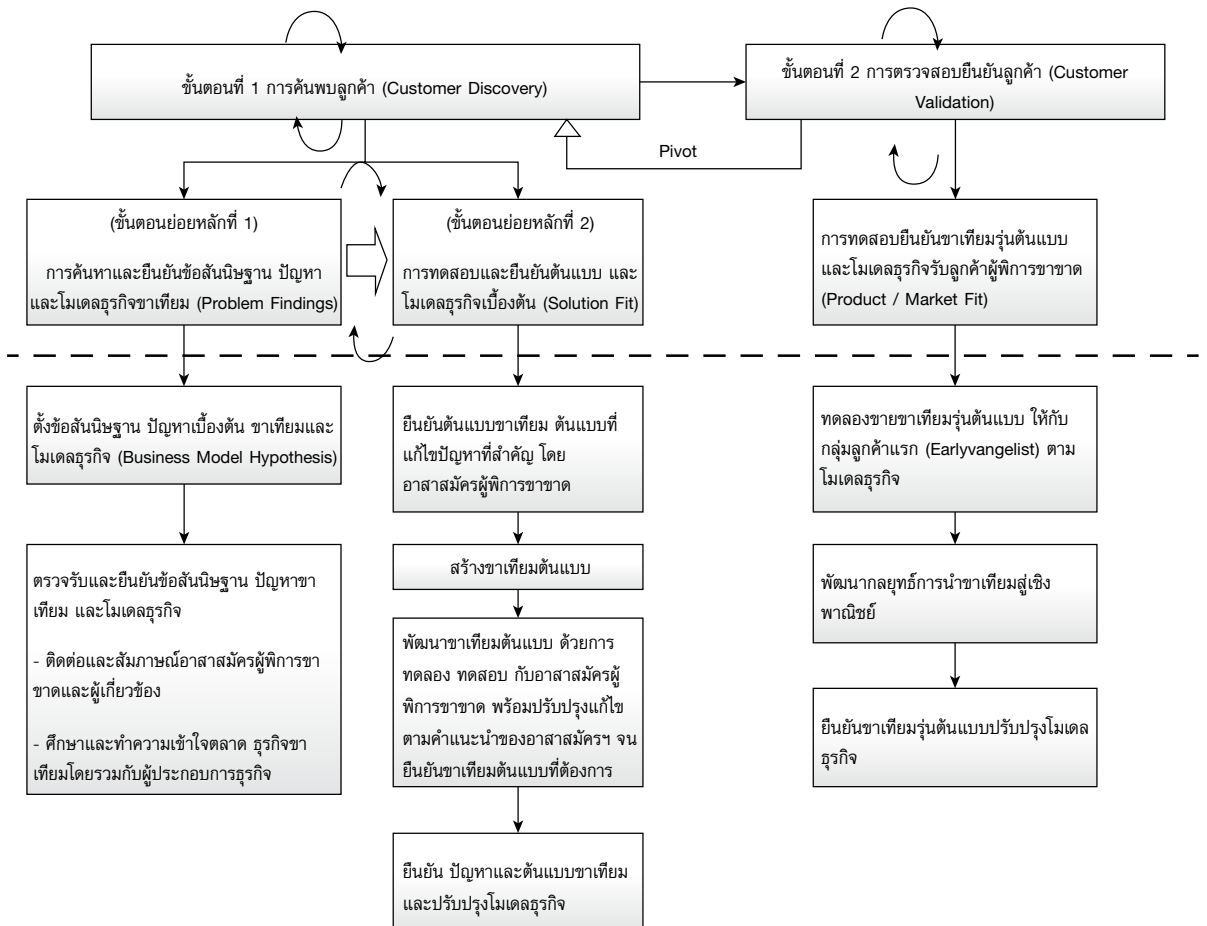 ขั้นตอนที่ 1 การค้นพบลูกค้า (Customer Discovery)
ขั้นตอนที่ 2 การตรวจสอบยืนยันลูกค้า (Customer
Validation)
Pivot
(ขั้นตอนย่อยหลักที่ 1)
การค้นหาและยืนยันข้อสันนิษฐาน ปัญหา
และโมเดลธุรกิจขาเทียม (Problem Findings)
(ขั้นตอนย่อยหลักที่ 2)
การทดสอบและยืนยันต้นแบบ และ
โมเดลธุรกิจเบื้องต้น (Solution Fit)
การทดสอบยืนยันขาเทียมรุ่นต้นแบบ
และโมเดลธุรกิจรับลูกค้าผู้พิการขาขาด
(Product / Market Fit)
ตั้งข้อสันนิษฐาน ปัญหาเบื้องต้น ขาเทียมและ
โมเดลธุรกิจ (Business Model Hypothesis)
ตรวจรับและยืนยันข้อสันนิษฐาน ปัญหาขา
เทียม และโมเดลธุรกิจ
- ติดต่อและสัมภาษณ์อาสาสมัครผู้พิการขา
ขาดและผู้เกี่ยวข้อง
- ศึกษาและทำความเข้าใจตลาด ธุรกิจขา
เทียมโดยรวมกับผู้ประกอบการธุรกิจ
ยืนยันต้นแบบขาเทียม ต้นแบบที่
แก้ไขปัญหาที่สำคัญ โดย
อาสาสมัครผู้พิการขาขาด
สร้างขาเทียมต้นแบบ
พัฒนาขาเทียมต้นแบบ ด้วยการ
ทดลอง ทดสอบ กับอาสาสมัครผู้
พิการขาขาด พร้อมปรับปรุงแก้ไข
ตามคำแนะนำของอาสาสมัครฯ จน
ยืนยันขาเทียมต้นแบบที่ต้องการ
ยืนยัน ปัญหาและต้นแบบขาเทียม
และปรับปรุงโมเดลธุรกิจ
ทดลองขายขาเทียมรุ่นต้นแบบ ให้กับ
กลุ่มลูกค้าแรก (Earlyvangelist) ตาม
โมเดลธุรกิจ
พัฒนากลยุทธ์การนำขาเทียมสู่เชิง
พาณิชย์
ยืนยันขาเทียมรุ่นต้นแบบปรับปรุงโมเดล
ธุรกิจ